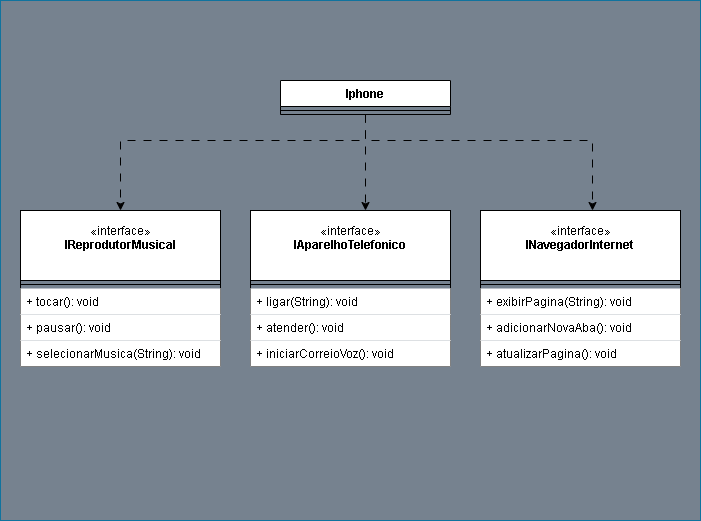 Iphone
«interface»
IReprodutorMusical
+ tocar(): void
+ pausar(): void
+ selecionarMusica(String): void
«interface»
IAparelhoTelefonico
+ ligar(String): void
+ atender(): void
+ iniciarCorreioVoz(): void
«interface»
INavegadorInternet
+ exibirPagina(String): void
+ adicionarNovaAba(): void
+ atualizarPagina(): void